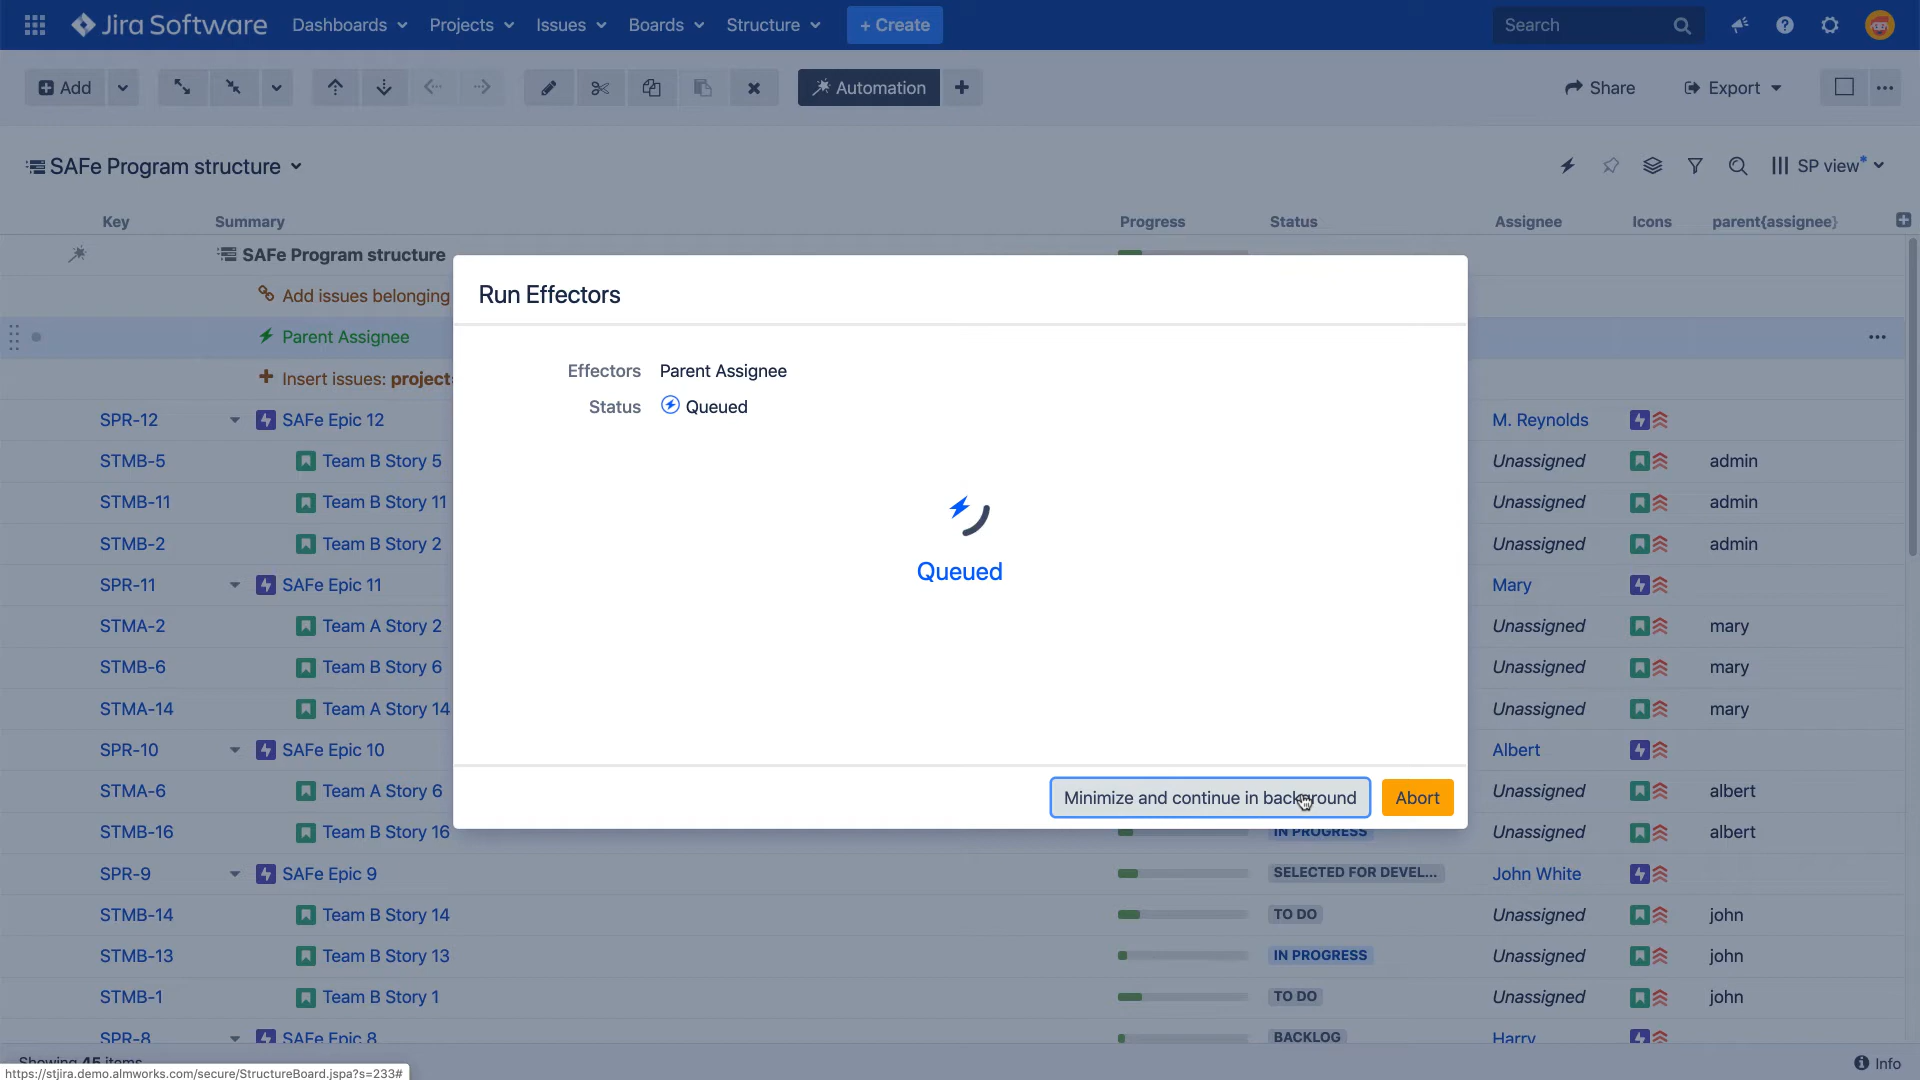 Jira Software Dashboards Projects Issues Boards Structure + Create Search
Add Automation Share Export
SAFe Program structure SP view*
Key Summary Progress Status Assignee Icons parent{assignee}
SAFe Program structure
Add issues belonging
Parent Assignee
Insert issues: project
Run Effectors
Effectors Parent Assignee
Status Queued
Queued
Minimize and continue in background Abort
SPR-12 SAFe Epic 12 M. Reynolds
STMB-5 Team B Story 5 Unassigned admin
STMB-11 Team B Story 11 Unassigned admin
STMB-2 Team B Story 2 Unassigned admin
SPR-11 SAFe Epic 11 Mary
STMA-2 Team A Story 2 Unassigned mary
STMB-6 Team B Story 6 Unassigned mary
STMA-14 Team A Story 14 Unassigned mary
SPR-10 SAFe Epic 10 Albert
STMA-6 Team A Story 6 Unassigned albert
STMB-16 Team B Story 16 IN PROGRESS Unassigned albert
SPR-9 SAFe Epic 9 SELECTED FOR DEVEL... John White
STMB-14 Team B Story 14 TO DO Unassigned john
STMB-13 Team B Story 13 IN PROGRESS Unassigned john
STMB-1 Team B Story 1 TO DO Unassigned john
SPR-8 SAFe Epic 8 BACKLOG Harry
Showing 45 items
Info
https://stjira.demo.almworks.com/secure/StructureBoard.jspa?s=233#